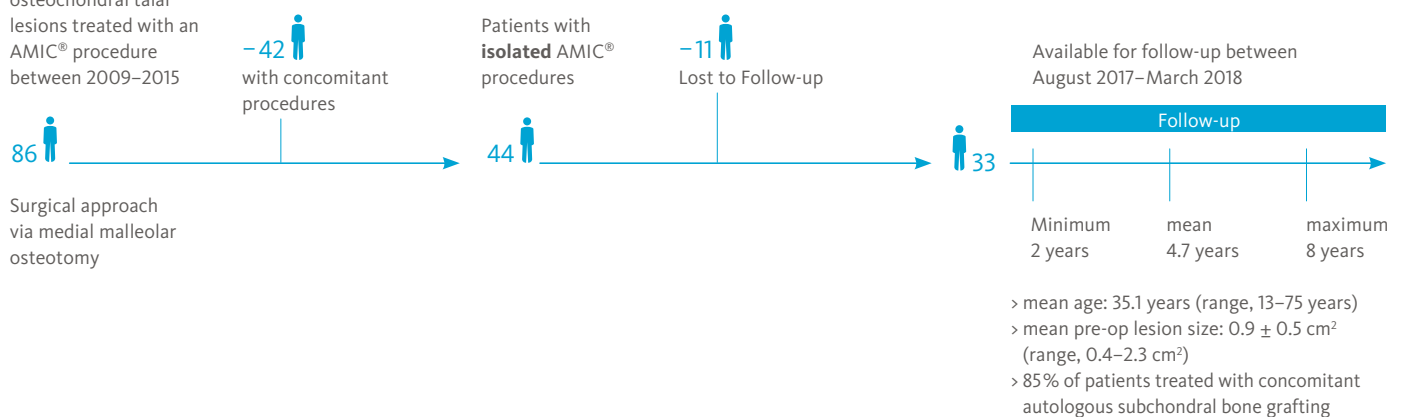 osteochondral talar
lesions treated with an
AMIC® procedure
between 2009–2015
86
Surgical approach
via medial malleolar
osteotomy
–42
with concomitant
procedures
Patients with
isolated AMIC®
procedures
44
–11
Lost to Follow-up
33
Available for follow-up between
August 2017–March 2018
Follow-up
Minimum
2 years
mean
4.7 years
maximum
8 years
> mean age: 35.1 years (range, 13–75 years)
> mean pre-op lesion size: 0.9 ± 0.5 cm²
(range, 0.4–2.3 cm²)
> 85% of patients treated with concomitant
autologous subchondral bone grafting